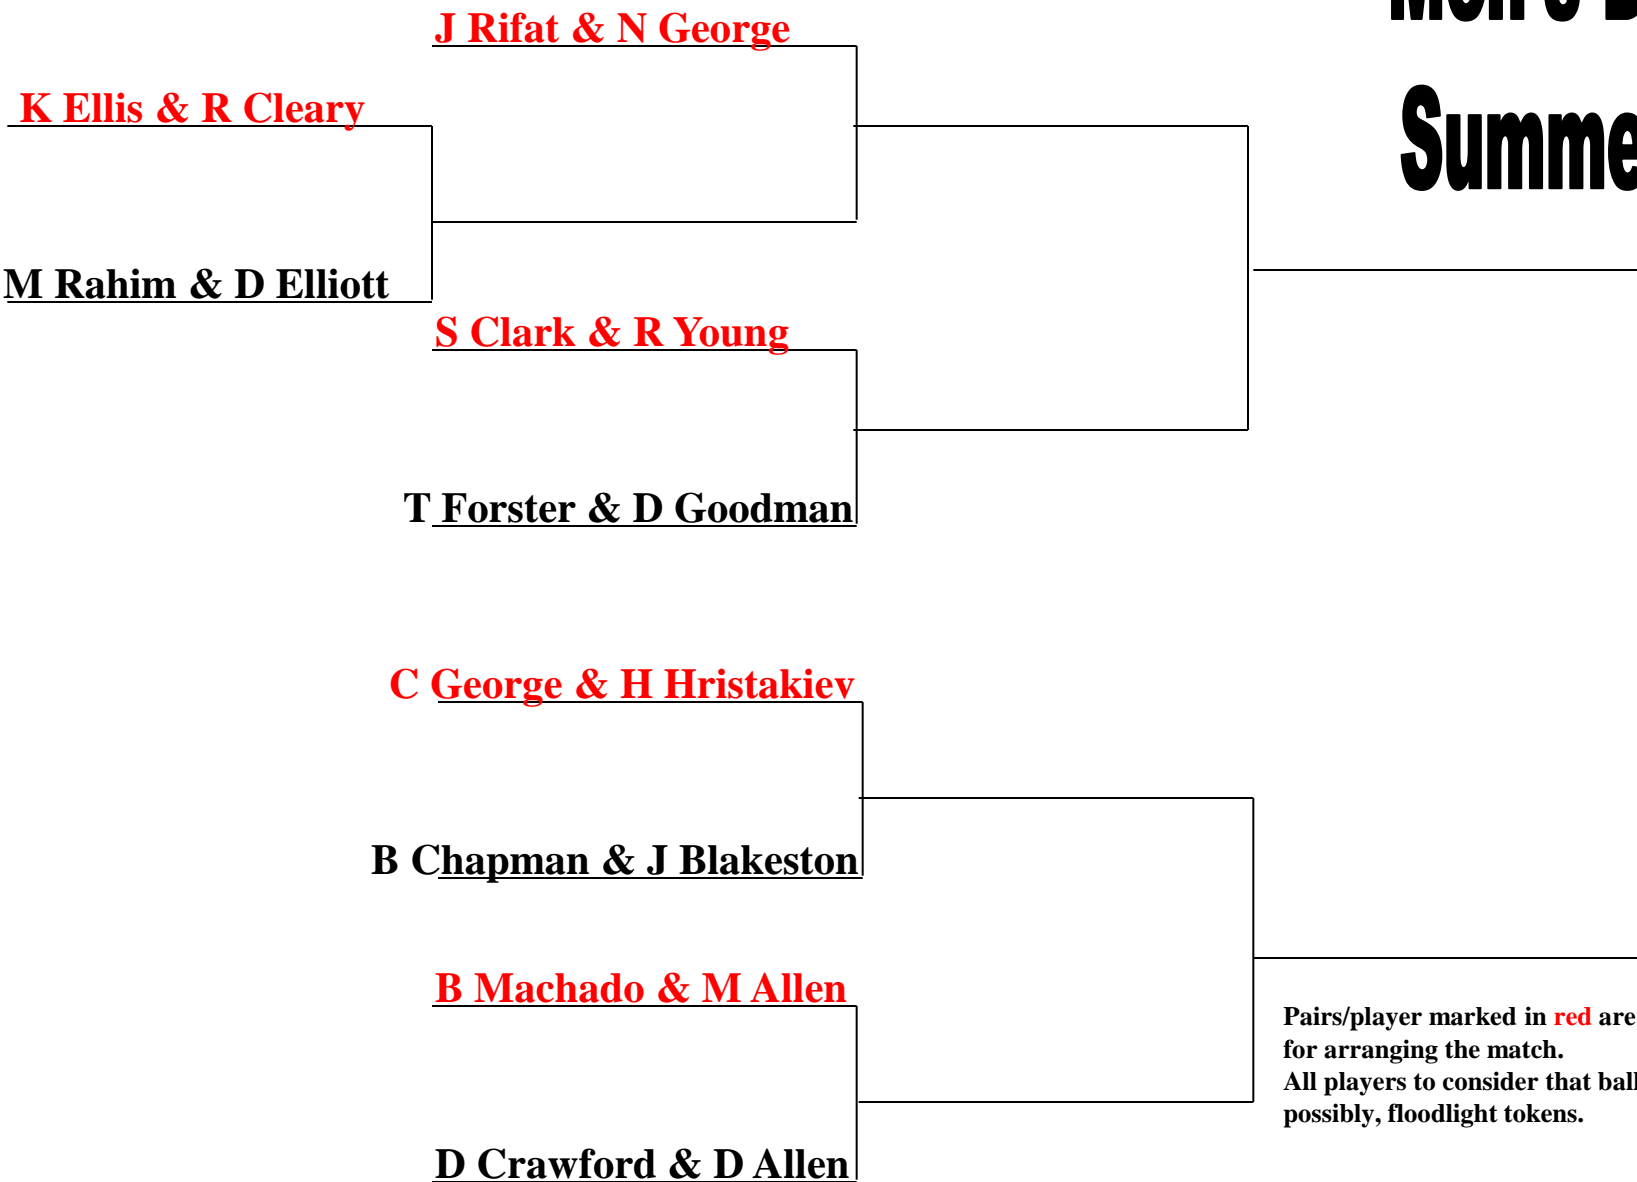 J Rifat & N George
K Ellis & R Cleary
Summe
M Rahim & D Elliott
S Clark & R Young
T Forster & D Goodman
C George & H Hristakiev
B Chapman & J Blakeston
B Machado & M Allen
Pairs/player marked in red are
for arranging the match.
All players to consider that ball
possibly, floodlight tokens.
D Crawford & D Allen